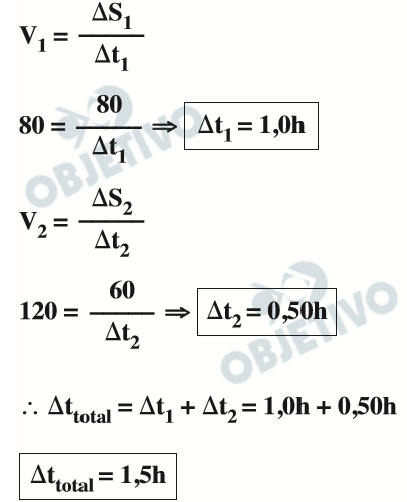 V₁ = ΔS₁ / Δt₁
80 = 80 / Δt₁ ⇒ Δt₁ = 1,0h
V₂ = ΔS₂ / Δt₂
120 = 60 / Δt₂ ⇒ Δt₂ = 0,50h
∴ Δt_total = Δt₁ + Δt₂ = 1,0h + 0,50h
Δt_total = 1,5h
OBJETIVO
OBJETIVO